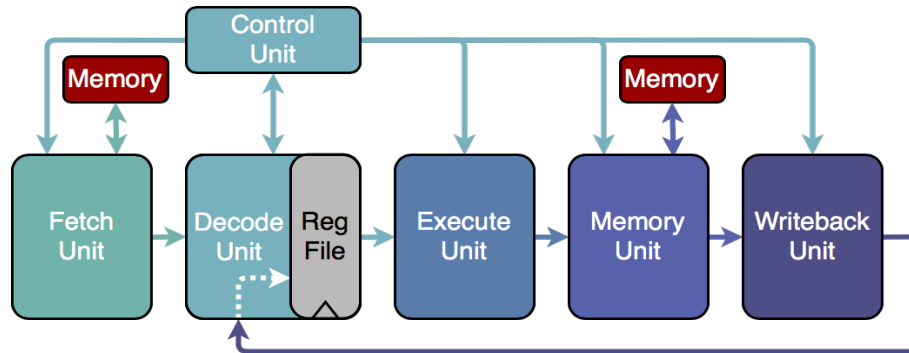 Control
Unit
Memory
Memory
Fetch
Unit
Decode
Unit
Reg
File
Execute
Unit
Memory
Unit
Writeback
Unit